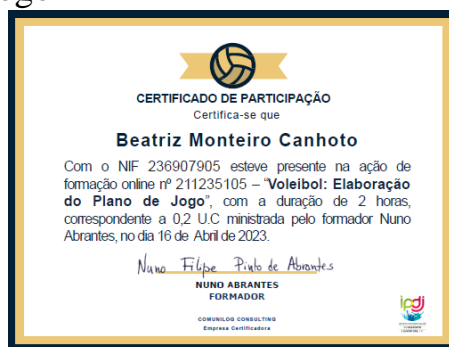 CERTIFICADO DE PARTICIPAÇÃO
Certifica-se que
Beatriz Monteiro Canhoto
Com o NIF 236907905 esteve presente na ação de
formação online nº 211235105 – “Voleibol: Elaboração
do Plano de Jogo”, com a duração de 2 horas,
correspondente a 0,2 U.C ministrada pelo formador Nuno
Abrantes, no dia 16 de Abril de 2023.
Nuno Filipe Pinto de Abrantes
NUNO ABRANTES
FORMADOR
COMUNILOG CONSULTING
Empresa Certificadora
ipdj